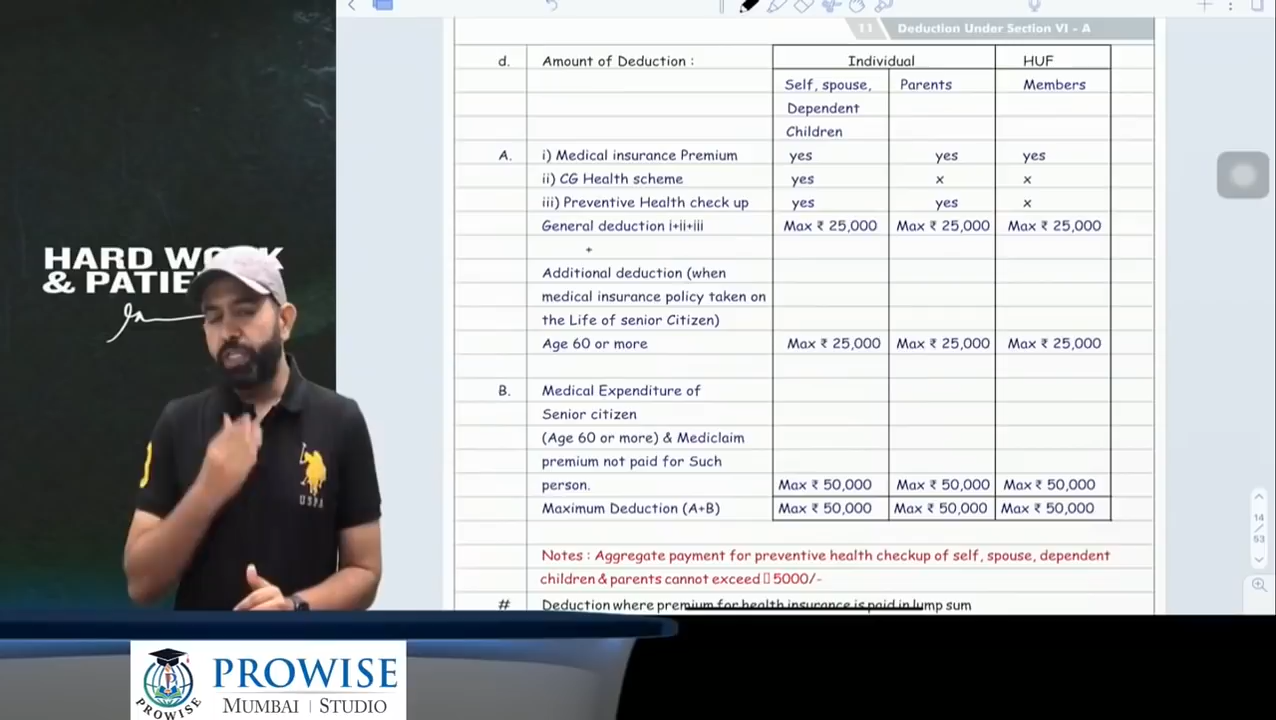 11 Deduction Under Section VI - A
d. Amount of Deduction : Individual HUF
Self, spouse, Parents Members
Dependent
Children
A. i) Medical insurance Premium yes yes yes
ii) CG Health scheme yes x x
iii) Preventive Health check up yes yes x
General deduction i+ii+iii Max ₹ 25,000 Max ₹ 25,000 Max ₹ 25,000
+
Additional deduction (when
medical insurance policy taken on
the Life of senior Citizen)
Age 60 or more Max ₹ 25,000 Max ₹ 25,000 Max ₹ 25,000
B. Medical Expenditure of
Senior citizen
(Age 60 or more) & Mediclaim
premium not paid for Such
person. Max ₹ 50,000 Max ₹ 50,000 Max ₹ 50,000
Maximum Deduction (A+B) Max ₹ 50,000 Max ₹ 50,000 Max ₹ 50,000
Notes : Aggregate payment for preventive health checkup of self, spouse, dependent
children & parents cannot exceed ▯ 5000/-
# Deduction where premium for health insurance is paid in lump sum
14
/
53
HARD
& PATIE
USPA
PROWISE
PROWISE
MUMBAI | STUDIO